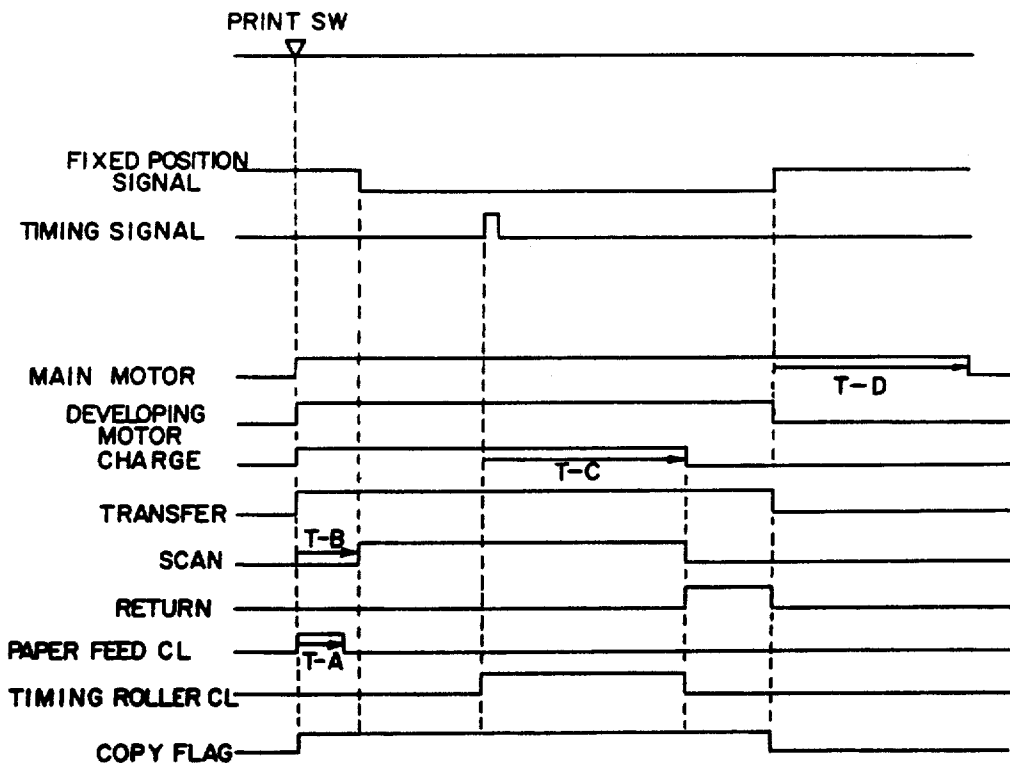 PRINT SW
FIXED POSITION
SIGNAL
TIMING SIGNAL
MAIN MOTOR
T-D
DEVELOPING
MOTOR
CHARGE
T-C
TRANSFER
T-B
SCAN
RETURN
PAPER FEED CL
T-A
TIMING ROLLER CL
COPY FLAG